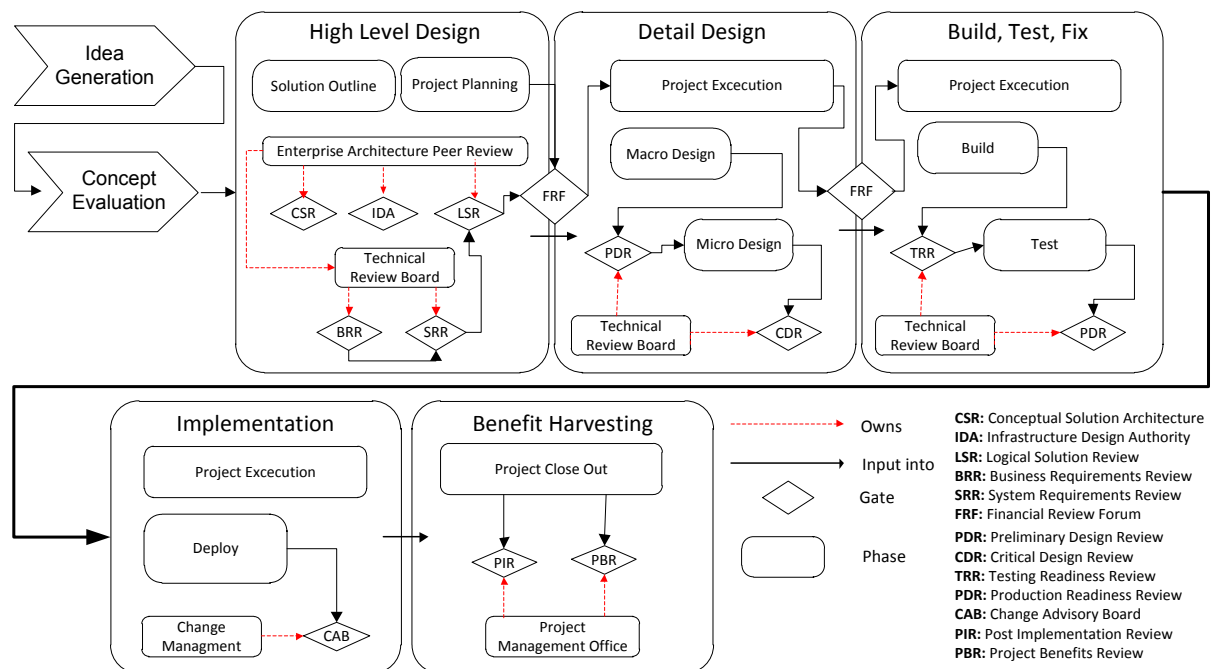 Idea
Generation
Concept
Evaluation
High Level Design
Solution Outline
Project Planning
Enterprise Architecture Peer Review
CSR
IDA
LSR
FRF
Technical
Review Board
BRR
SRR
Detail Design
Project Excecution
Macro Design
PDR
Micro Design
Technical
Review Board
CDR
FRF
Build, Test, Fix
Project Excecution
Build
TRR
Test
Technical
Review Board
PDR
Implementation
Project Excecution
Deploy
Change
Managment
CAB
Benefit Harvesting
Project Close Out
PIR
PBR
Project
Management Office
Owns
Input into
Gate
Phase
CSR: Conceptual Solution Architecture
IDA: Infrastructure Design Authority
LSR: Logical Solution Review
BRR: Business Requirements Review
SRR: System Requirements Review
FRF: Financial Review Forum
PDR: Preliminary Design Review
CDR: Critical Design Review
TRR: Testing Readiness Review
PDR: Production Readiness Review
CAB: Change Advisory Board
PIR: Post Implementation Review
PBR: Project Benefits Review